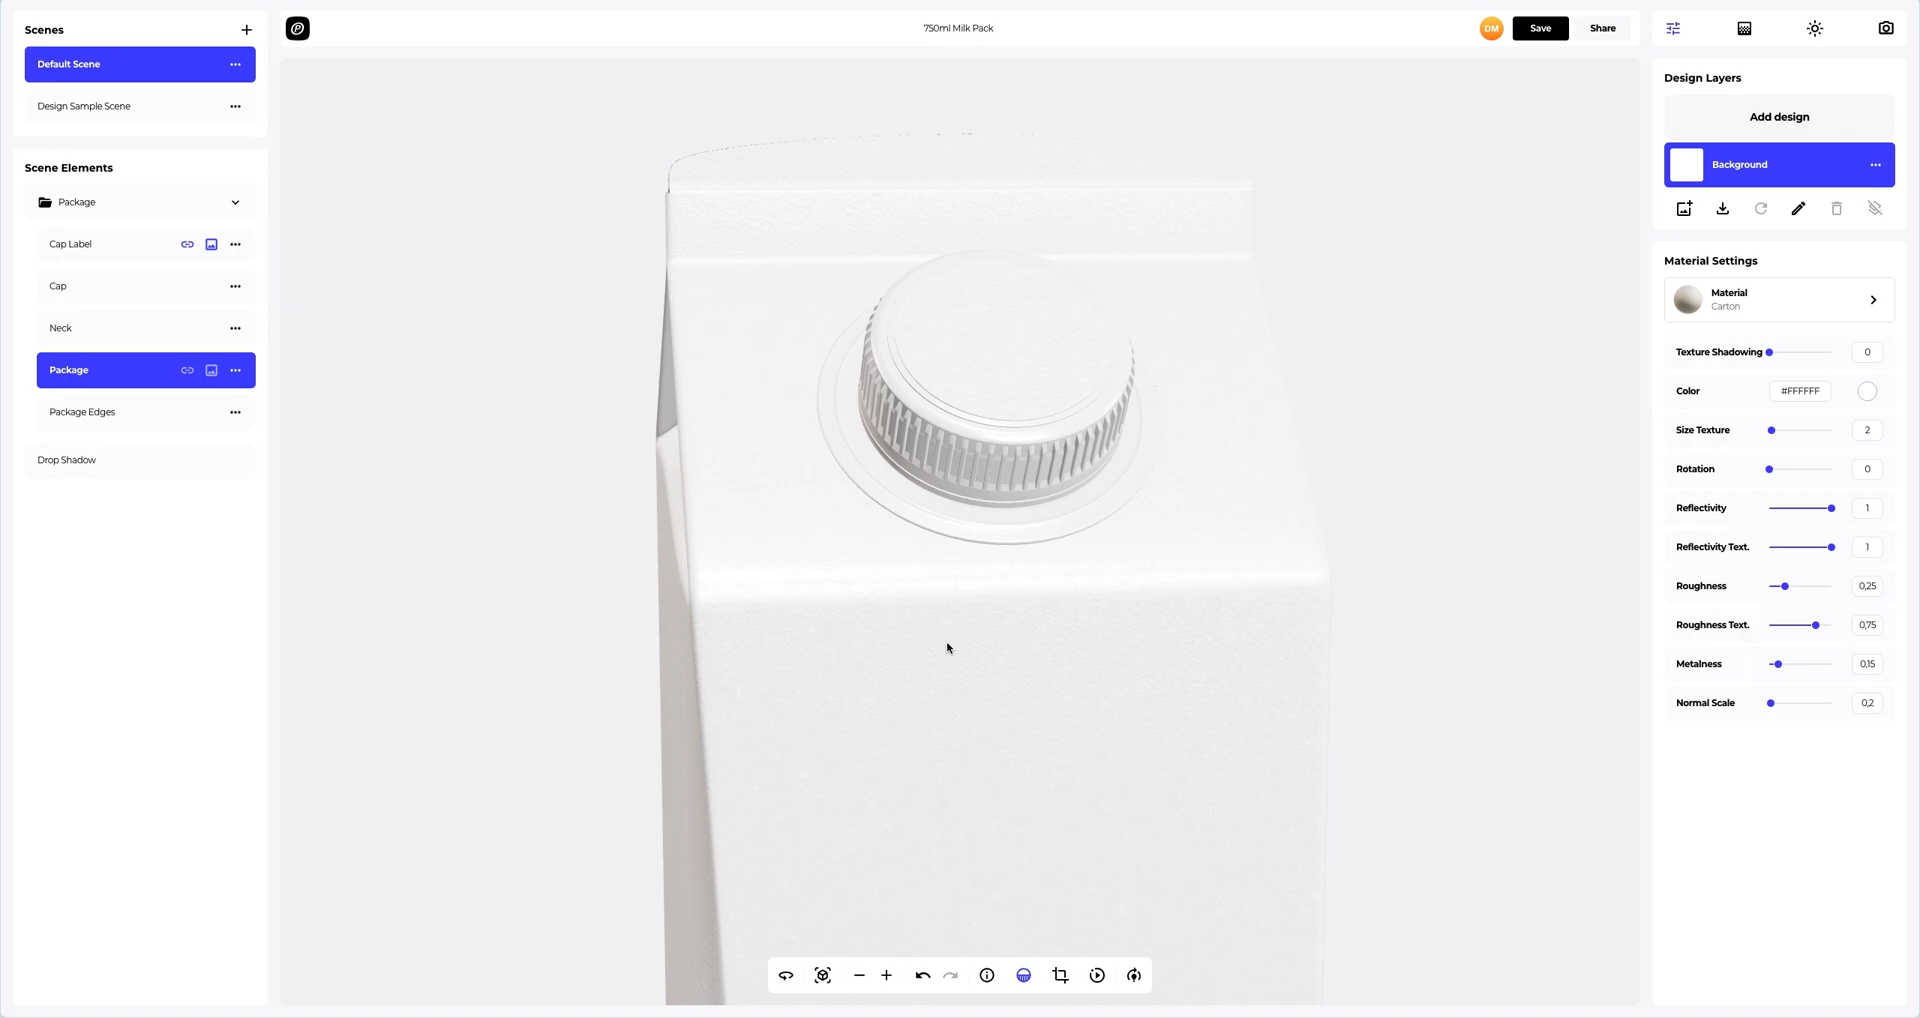 Scenes
Default Scene
Design Sample Scene
Scene Elements
Package
Cap Label
Cap
Neck
Package
Package Edges
Drop Shadow
750ml Milk Pack
DM
Save
Share
Design Layers
Add design
Background
Material Settings
Material
Carton
Texture Shadowing 0
Color #FFFFFF
Size Texture 2
Rotation 0
Reflectivity 1
Reflectivity Text. 1
Roughness 0,25
Roughness Text. 0,75
Metalness 0,15
Normal Scale 0,2